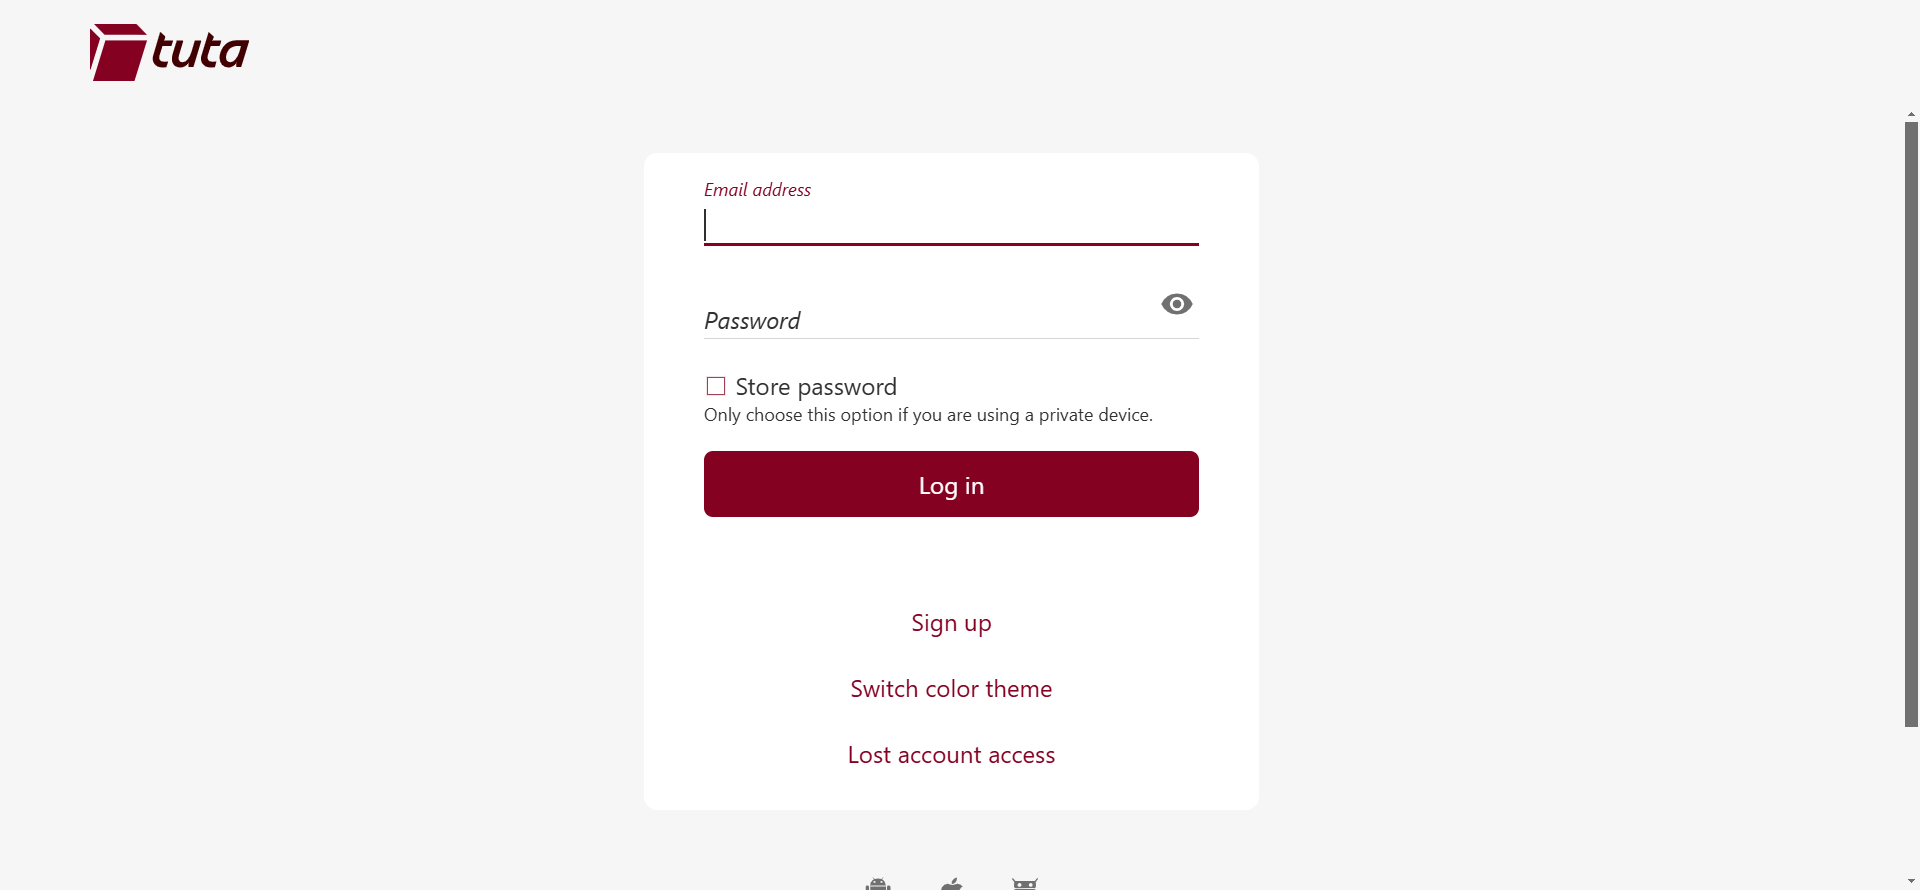 tuta
Email address
Password
Store password
Only choose this option if you are using a private device.
Log in
Sign up
Switch color theme
Lost account access